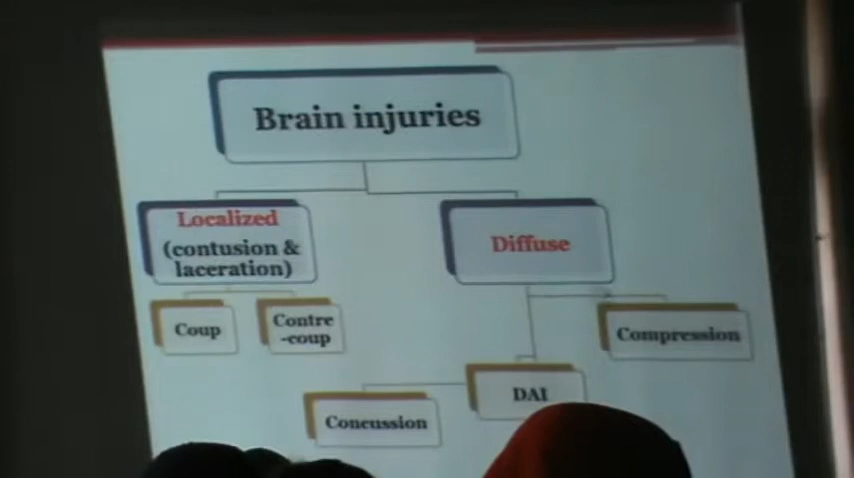 Brain injuries
Localized
(contusion &
laceration)
Diffuse
Coup
Contre
-coup
Compression
DAI
Concussion